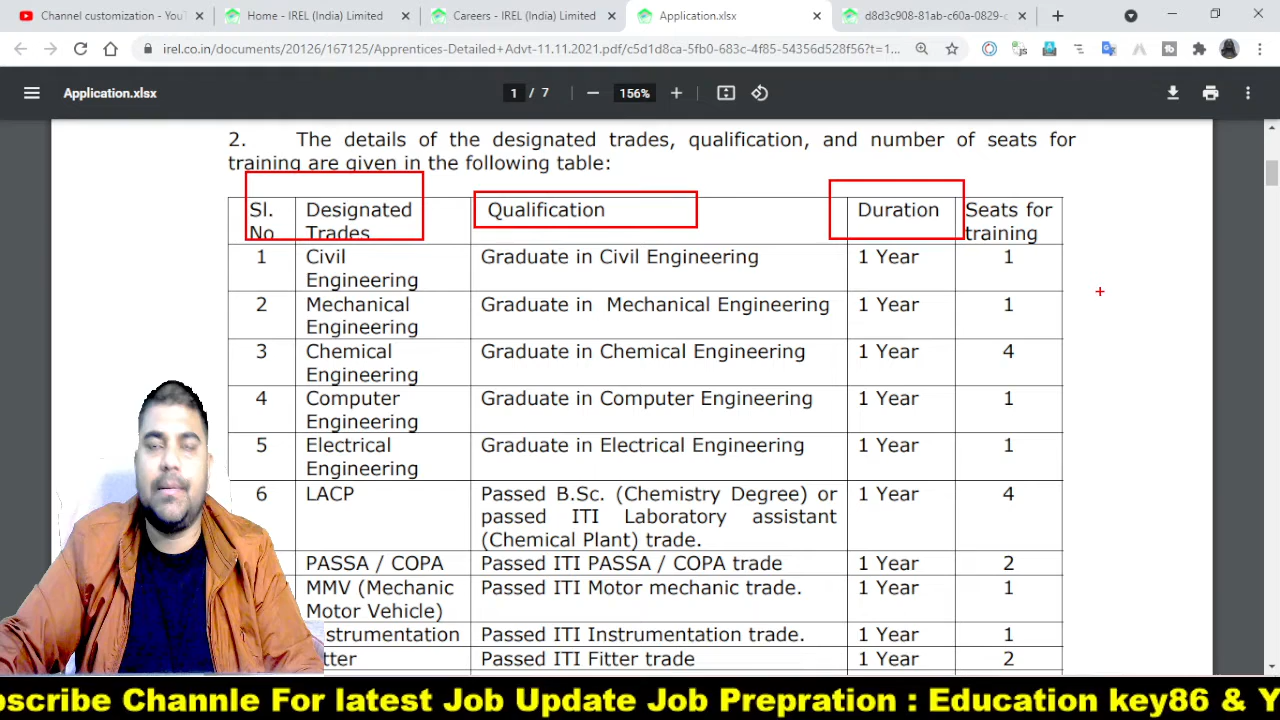 Channel customization - YouT
Home - IREL (India) Limited
Careers - IREL (India) Limited
Application.xlsx
d8d3c908-81ab-c60a-0829-
irel.co.in/documents/20126/167125/Apprentices-Detailed+Advt-11.11.2021.pdf/c5d1d8ca-5fb0-683c-4f85-54356d528f56?t=1...
Application.xlsx
1 / 7
156%
2. The details of the designated trades, qualification, and number of seats for
training are given in the following table:
Sl. No Designated Trades Qualification Duration Seats for training
1 Civil Engineering Graduate in Civil Engineering 1 Year 1
2 Mechanical Engineering Graduate in Mechanical Engineering 1 Year 1
3 Chemical Engineering Graduate in Chemical Engineering 1 Year 4
4 Computer Engineering Graduate in Computer Engineering 1 Year 1
5 Electrical Engineering Graduate in Electrical Engineering 1 Year 1
6 LACP Passed B.Sc. (Chemistry Degree) or 1 Year 4
passed ITI Laboratory assistant
(Chemical Plant) trade.
PASSA / COPA Passed ITI PASSA / COPA trade 1 Year 2
MMV (Mechanic Motor Vehicle) Passed ITI Motor mechanic trade. 1 Year 1
strumentation Passed ITI Instrumentation trade. 1 Year 1
tter Passed ITI Fitter trade 1 Year 2
bscribe Channle For latest Job Update Job Prepration : Education key86 & Y